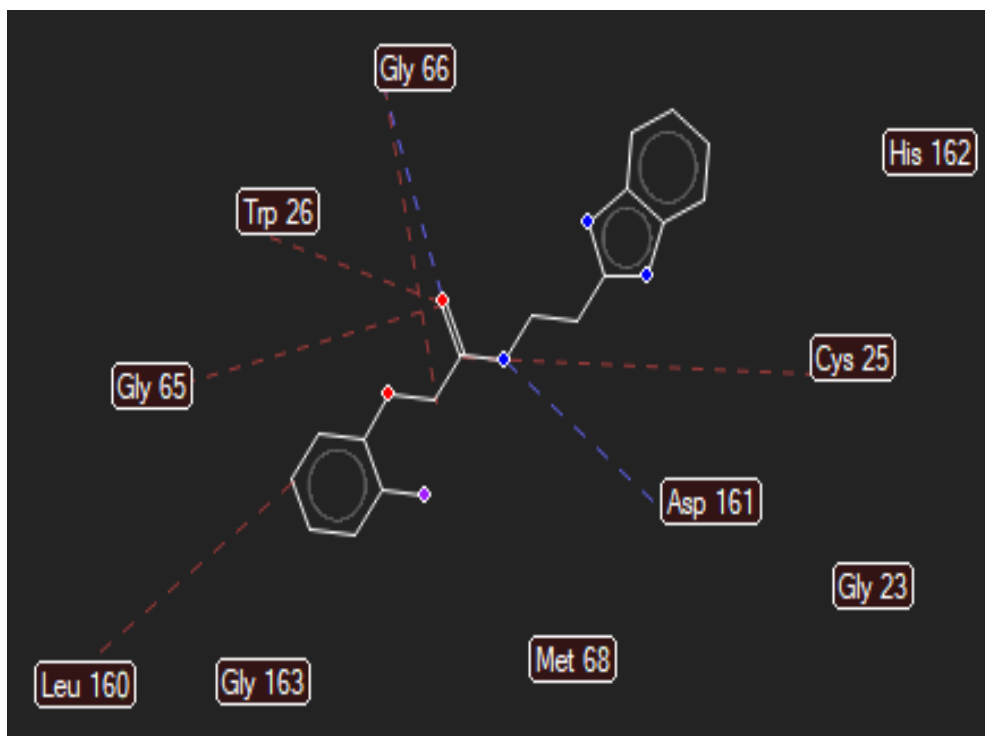 Gly 66
His 162
Trp 26
Cys 25
Gly 65
Asp 161
Gly 23
Met 68
Leu 160
Gly 163